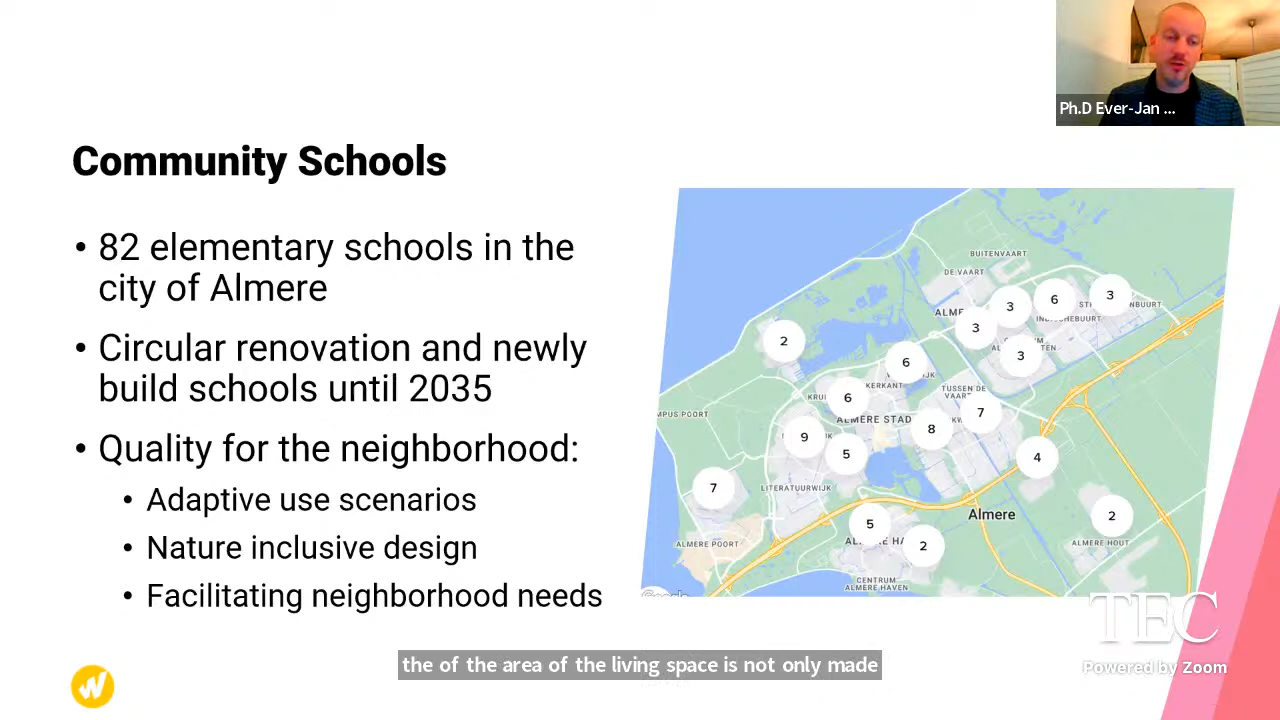 Ph.D Ever-Jan ...
Community Schools
• 82 elementary schools in the
city of Almere
• Circular renovation and newly
build schools until 2035
• Quality for the neighborhood:
• Adaptive use scenarios
• Nature inclusive design
• Facilitating neighborhood needs
BUITENVAART
DE VAART
3
6
3
3
2
3
6
KERKANT
TUSSEN DE
VAART
6
7
ALMERE STAD
8
9
5
4
MPUS POORT
7
LITERATUURWIJK
Almere
5
2
2
ALMERE POORT
ALMERE HOUT
CENTRUM
ALMERE HAVEN
Google
the of the area of the living space is not only made
TEC
Powered by Zoom
W